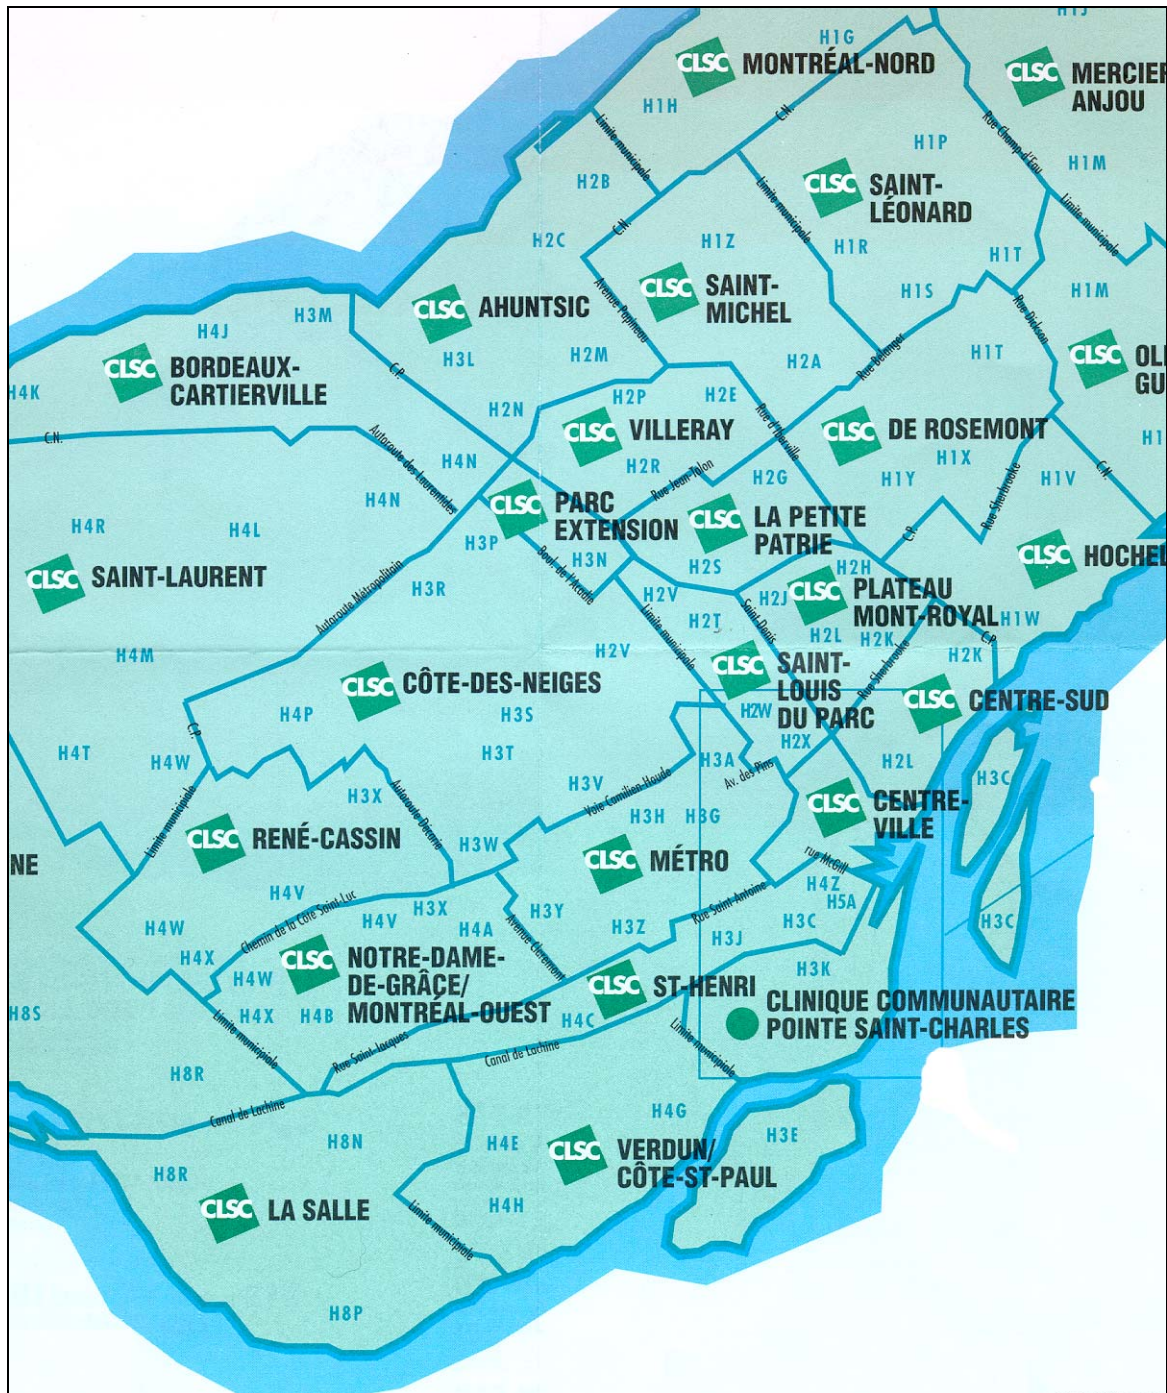 H1J
H1G
CLSC MONTRÉAL-NORD
CLSC MERCIER
ANJOU
H1H
C.N.
Limite municipale
Rue Champ-d'Eau
H1P
H1M
H2B
Limite municipale
CLSC SAINT-
LÉONARD
Limite municipale
C.N.
H2C
H1Z
H1R
H1T
Avenue Papineau
CLSC SAINT-
MICHEL
H1S
H1M
Rue Dickson
H3M
CLSC AHUNTSIC
H4J
H3L
H2M
H2A
Rue Bélanger
H1T
CLSC OLI
GU
CLSC BORDEAUX-
CARTIERVILLE
C.P.
H4K
H2P
H2E
H2N
Rue d'Iberville
C.N.
Autoroute des Laurentides
CLSC VILLERAY
CLSC DE ROSEMONT
H1
H4N
H2R
Rue Jean-Talon
H2G
H1X
H1Y
H1V
C.N.
Rue Sherbrooke
H4N
CLSC PARC
EXTENSION
CLSC LA PETITE
PATRIE
H4R
H4L
H3P
C.P.
Boul. de l'Acadie
H3N
H2S
H2H
CLSC HOCHEL
CLSC SAINT-LAURENT
Autoroute Métropolitain
H3R
H2V
H2J
CLSC PLATEAU
MONT-ROYAL
Saint-Denis
Limite municipale
H2T
H1W
H2L
H2K
C.P.
H4M
H2V
H2K
Rue Sherbrooke
CLSC SAINT-
LOUIS
DU PARC
CLSC CÔTE-DES-NEIGES
CLSC CENTRE-SUD
H4P
H3S
H2W
C.P.
H2X
H4T
H4W
H3T
H3A
H2L
Av. des Pins
H3C
H3V
Voie Camilien-Houde
H3X
Autoroute Décarie
CLSC CENTRE-
VILLE
Limite municipale
H3H
H3G
CLSC RENÉ-CASSIN
H3W
CLSC MÉTRO
rue McGill
NE
H4Z
H5A
H4V
Chemin de la Côte Saint-Luc
Rue Saint-Antoine
H3X
H3Y
H4V
H4A
H3Z
H3C
H3C
H4W
Avenue Claremont
H3J
H4X
CLSC NOTRE-DAME-
DE-GRÂCE/
MONTRÉAL-OUEST
H4W
H3K
CLSC ST-HENRI
CLINIQUE COMMUNAUTAIRE
POINTE SAINT-CHARLES
H8S
H4X
H4B
H4C
Limite municipiale
Rue Saint-Jacques
Canal de Lachine
Limite municipiale
H8R
Canal de Lachine
H4G
H8N
H4E
H3E
CLSC VERDUN/
CÔTE-ST-PAUL
H8R
CLSC LA SALLE
H4H
Limite municipiale
H8P